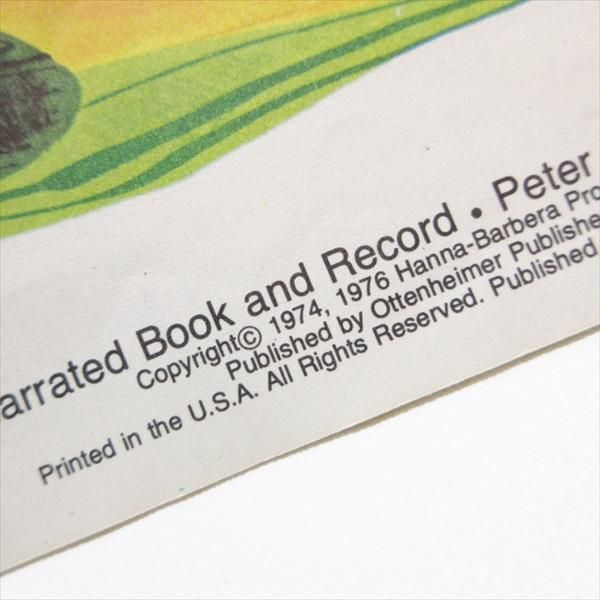 arrated Book and Record • Peter
Copyright© 1974, 1976 Hanna-Barbera Pro
Published by Ottenheimer Publishe
Printed in the U.S.A. All Rights Reserved. Published